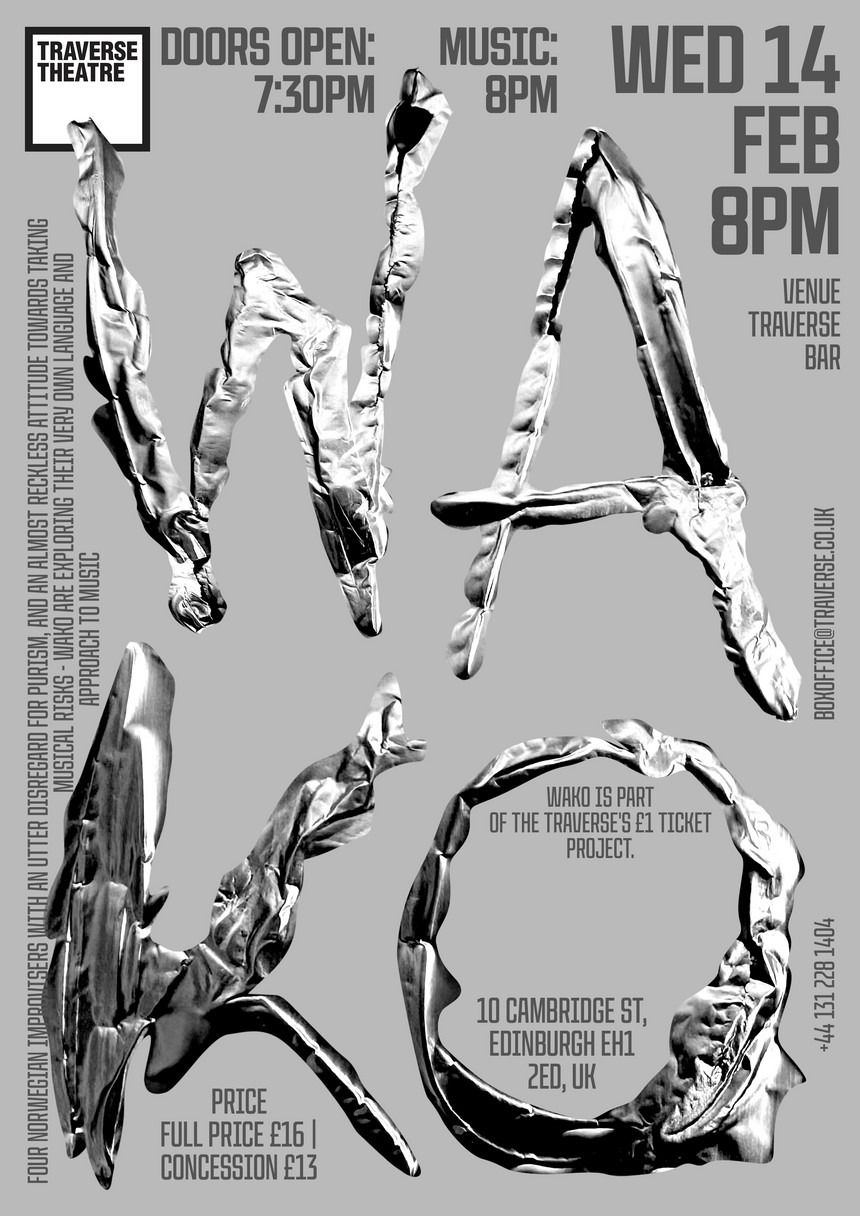 TRAVERSE
THEATRE
DOORS OPEN:
7:30PM
MUSIC:
8PM
WED 14
FEB
8PM
VENUE
TRAVERSE
BAR
WA
KO
FOUR NORWEGIAN IMPROVISERS WITH AN UTTER DISREGARD FOR PURISM, AND AN ALMOST RECKLESS ATTITUDE TOWARDS TAKING
MUSICAL RISKS - WAKO ARE EXPLORING THEIR VERY OWN LANGUAGE AND
APPROACH TO MUSIC
BOXOFFICE@TRAVERSE.CO.UK
WAKO IS PART
OF THE TRAVERSE'S £1 TICKET
PROJECT.
10 CAMBRIDGE ST,
EDINBURGH EH1
2ED, UK
+44 131 228 1404
PRICE
FULL PRICE £16 |
CONCESSION £13